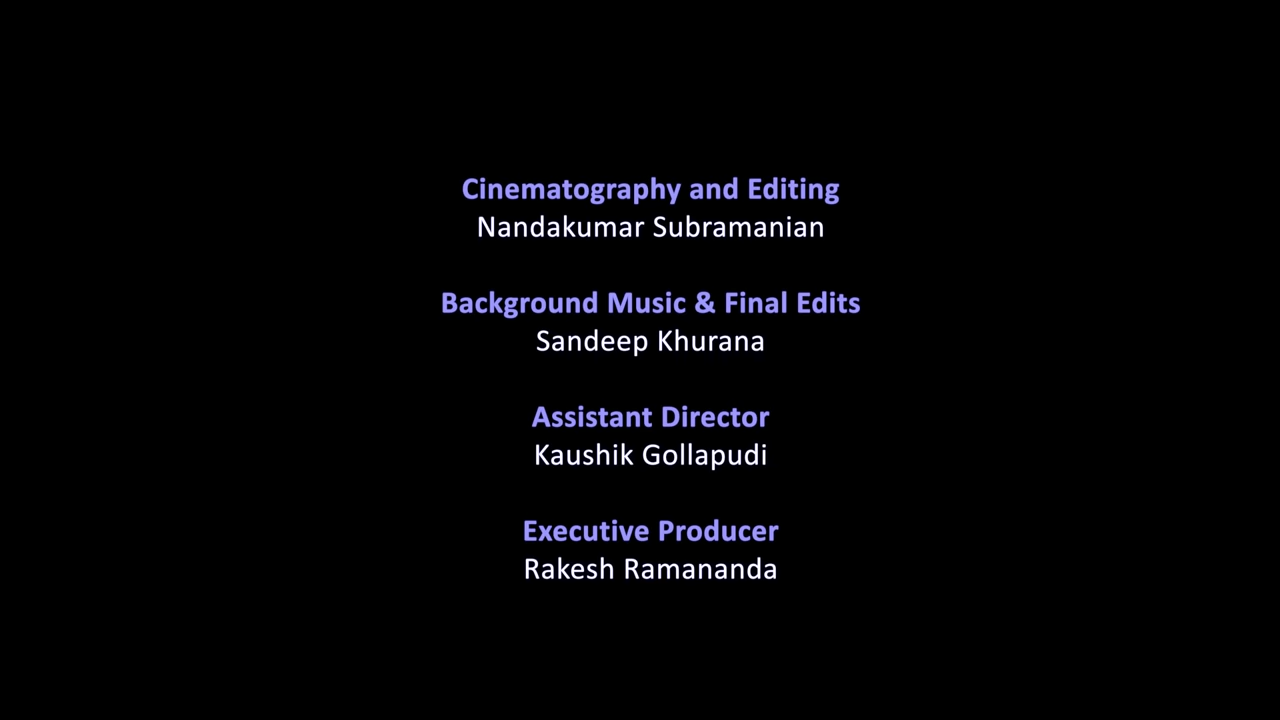 Cinematography and Editing
Nandakumar Subramanian
Background Music & Final Edits
Sandeep Khurana
Assistant Director
Kaushik Gollapudi
Executive Producer
Rakesh Ramananda